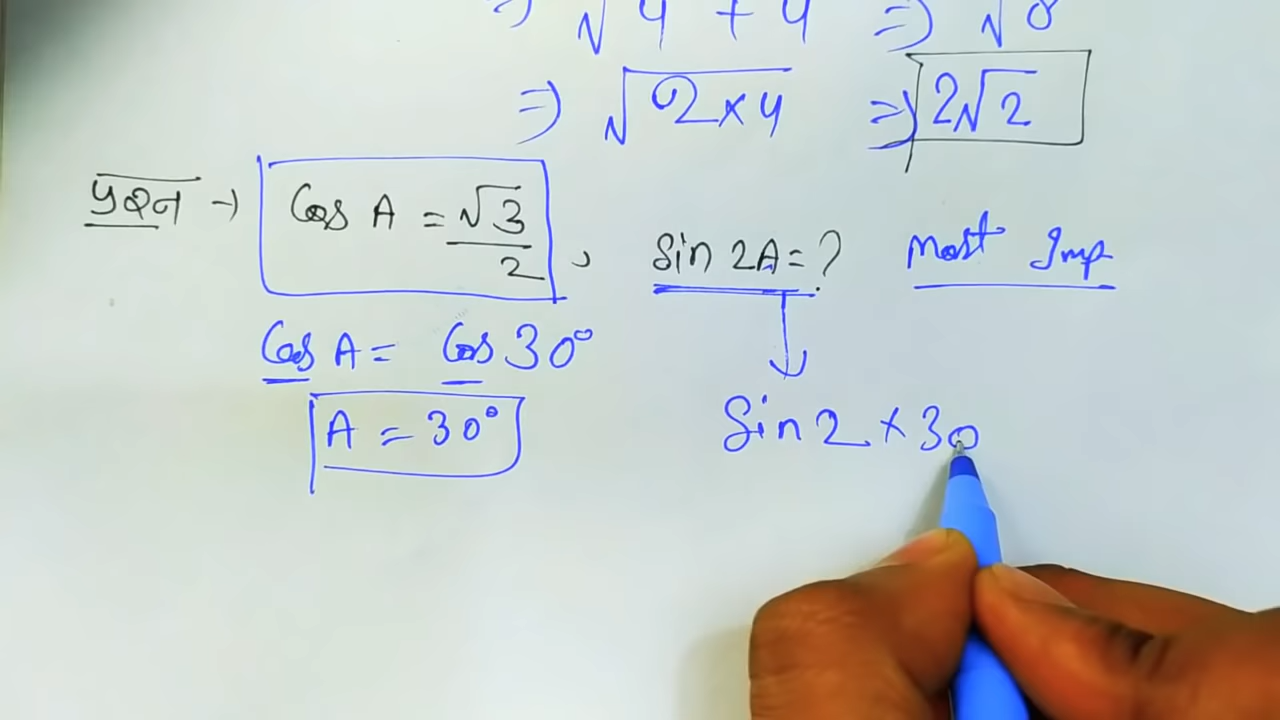 ⇒ √4 + 4 ⇒ √8
⇒ √2×4 ⇒ 2√2
प्रश्न → Cos A = √3/2 , Sin 2A = ? Most Imp
Cos A = Cos 30°
A = 30°
Sin 2 × 30